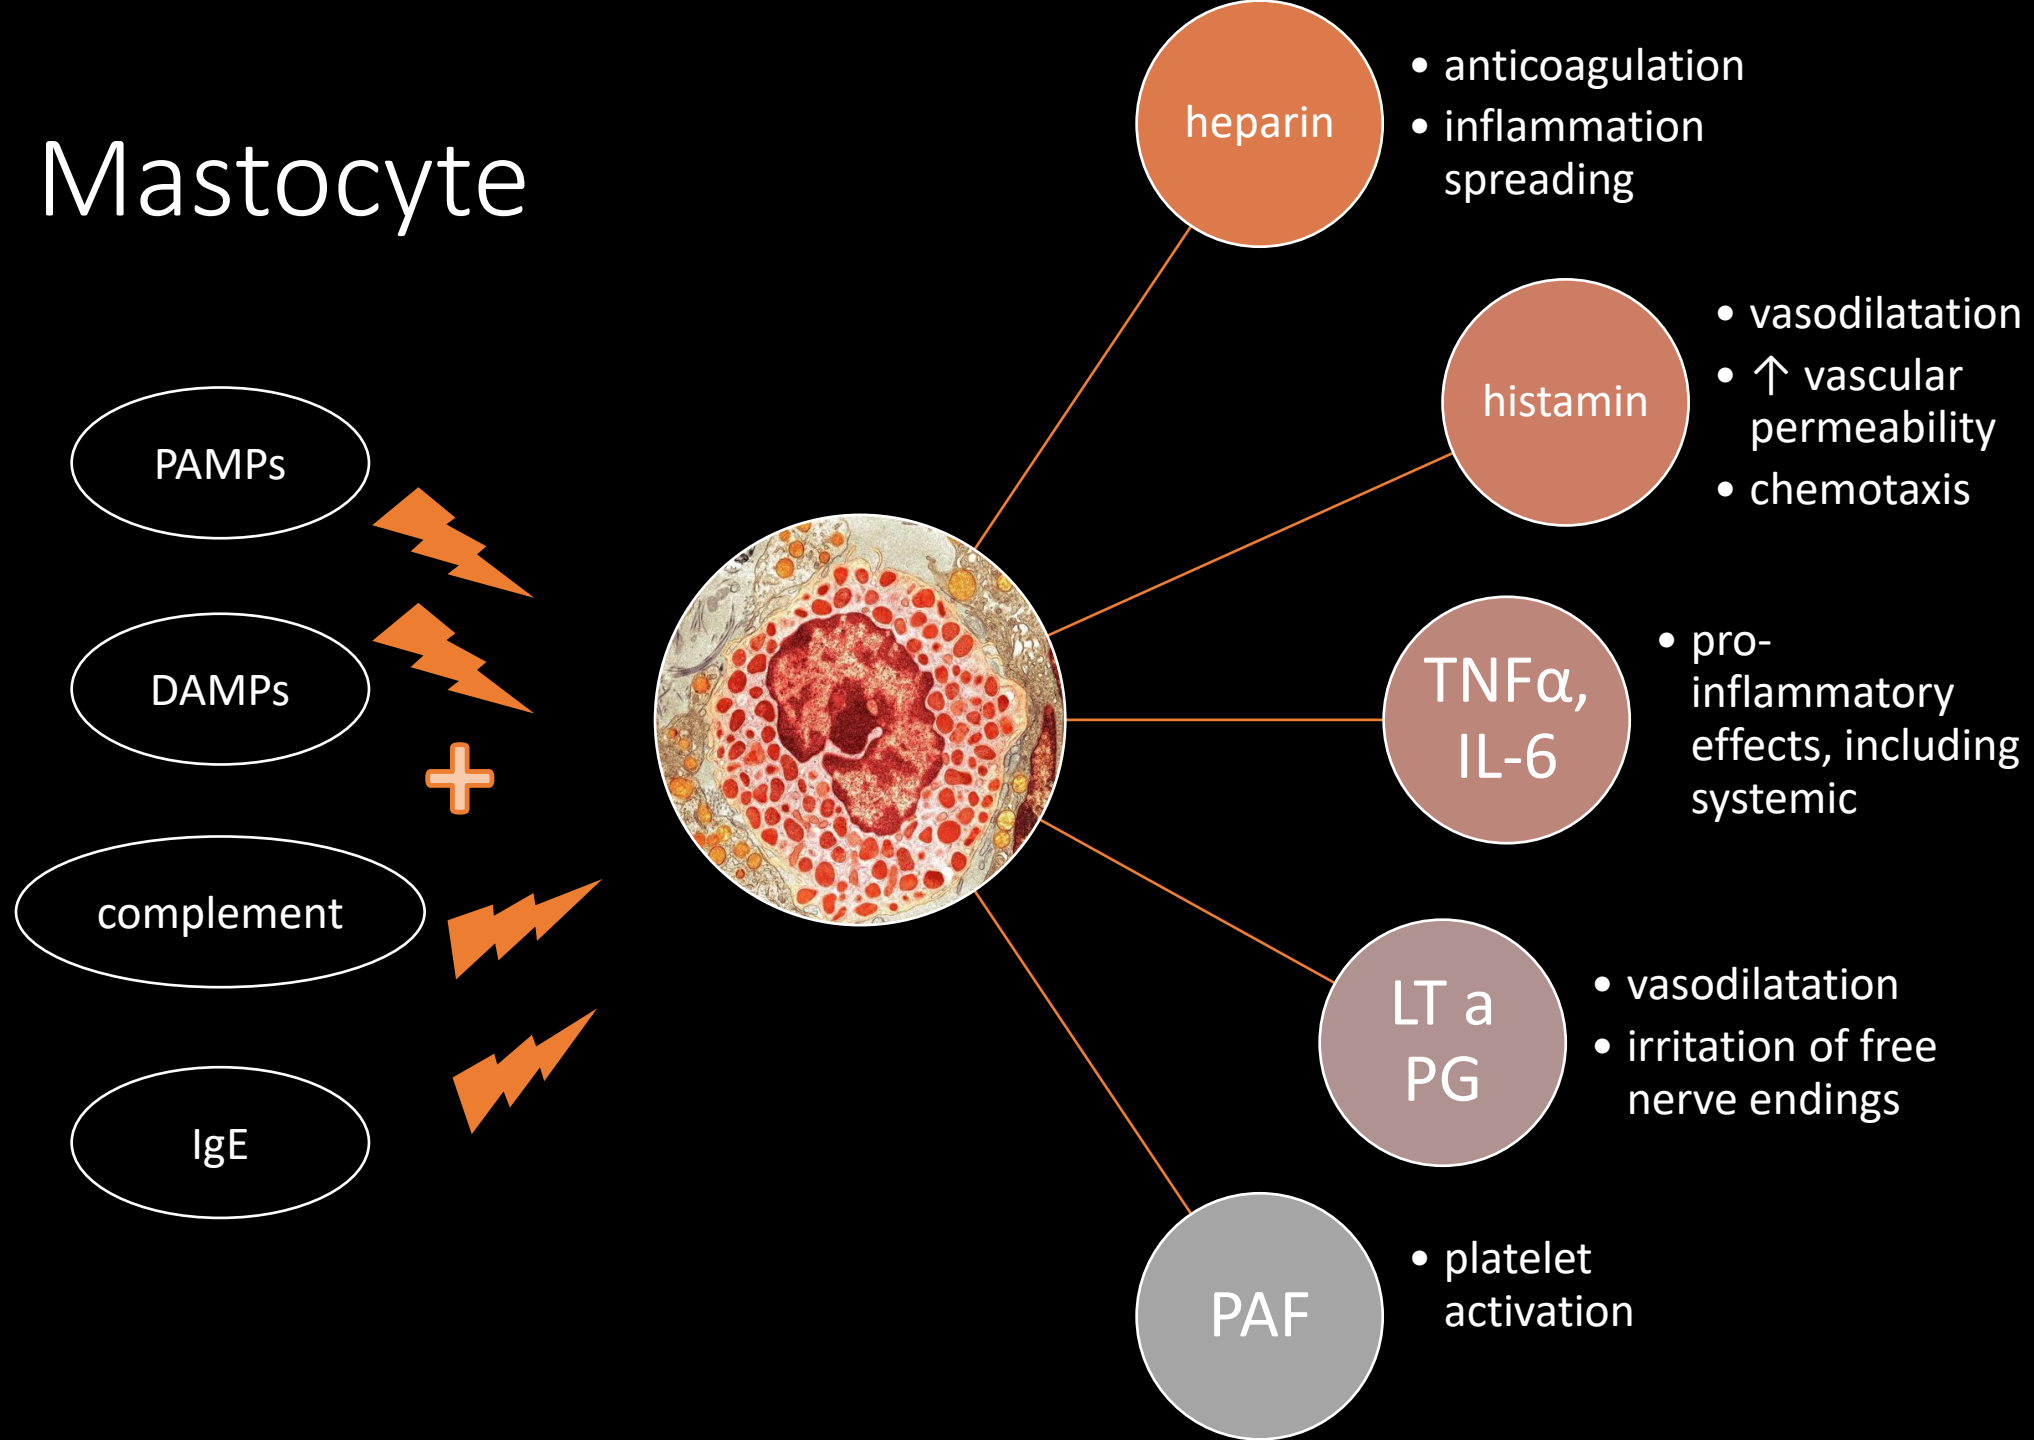 Mastocyte
PAMPs
DAMPs
complement
IgE
heparin
• anticoagulation
• inflammation
spreading
histamin
• vasodilatation
• ↑ vascular
permeability
• chemotaxis
TNFα,
IL-6
• pro-
inflammatory
effects, including
systemic
LT a
PG
• vasodilatation
• irritation of free
nerve endings
PAF
• platelet
activation